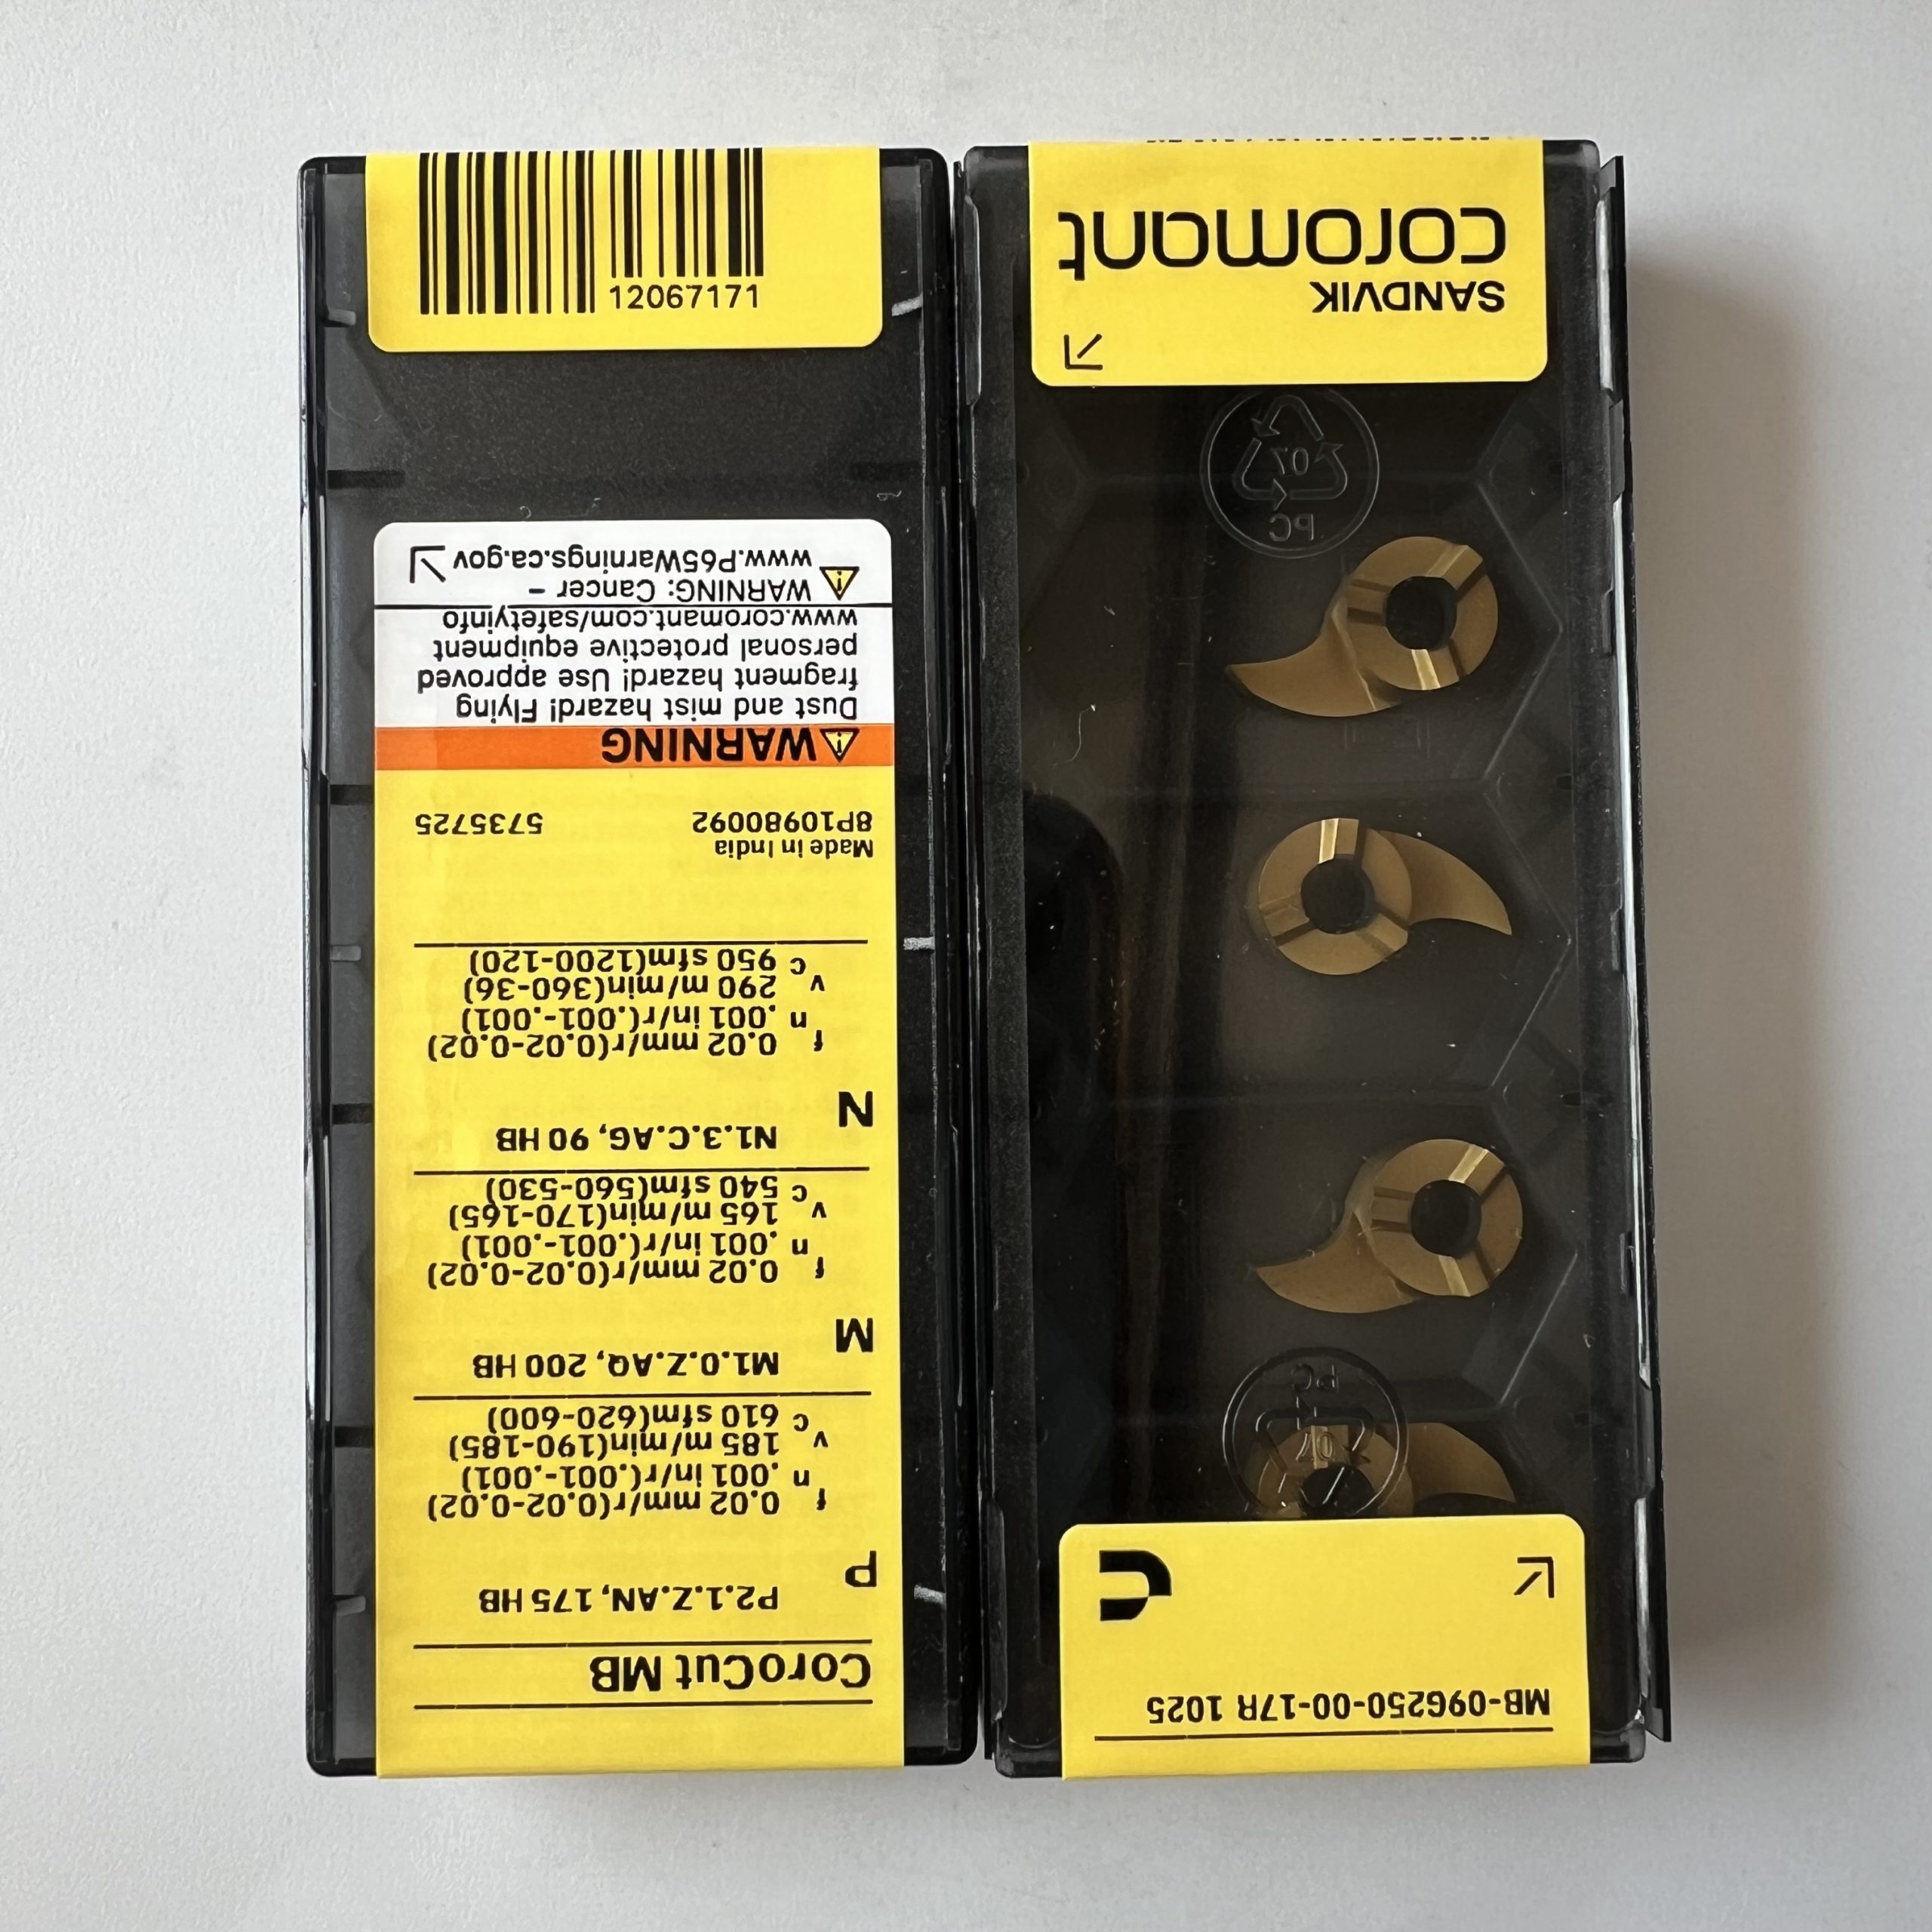 CoroCut MB
P2.1.Z.AN, 175 HB
P
f n 0.02 mm/r(0.02-0.02)
.001 in/r(.001-.001)
v c 185 m/min(190-185)
610 sfm(620-600)
M1.0.Z.AQ, 200 HB
M
f n 0.02 mm/r(0.02-0.02)
.001 in/r(.001-.001)
v c 165 m/min(170-165)
540 sfm(560-530)
N1.3.C.AG, 90 HB
N
f n 0.02 mm/r(0.02-0.02)
.001 in/r(.001-.001)
v c 290 m/min(360-36)
950 sfm(1200-120)
Made in India
8P10980092 5735725
WARNING
Dust and mist hazard! Flying
fragment hazard! Use approved
personal protective equipment
www.coromant.com/safetyinfo
WARNING: Cancer -
www.P65Warnings.ca.gov
12067171
MB-09G250-00-17R 1025
PC
07
07
PC
SANDVIK
coromant